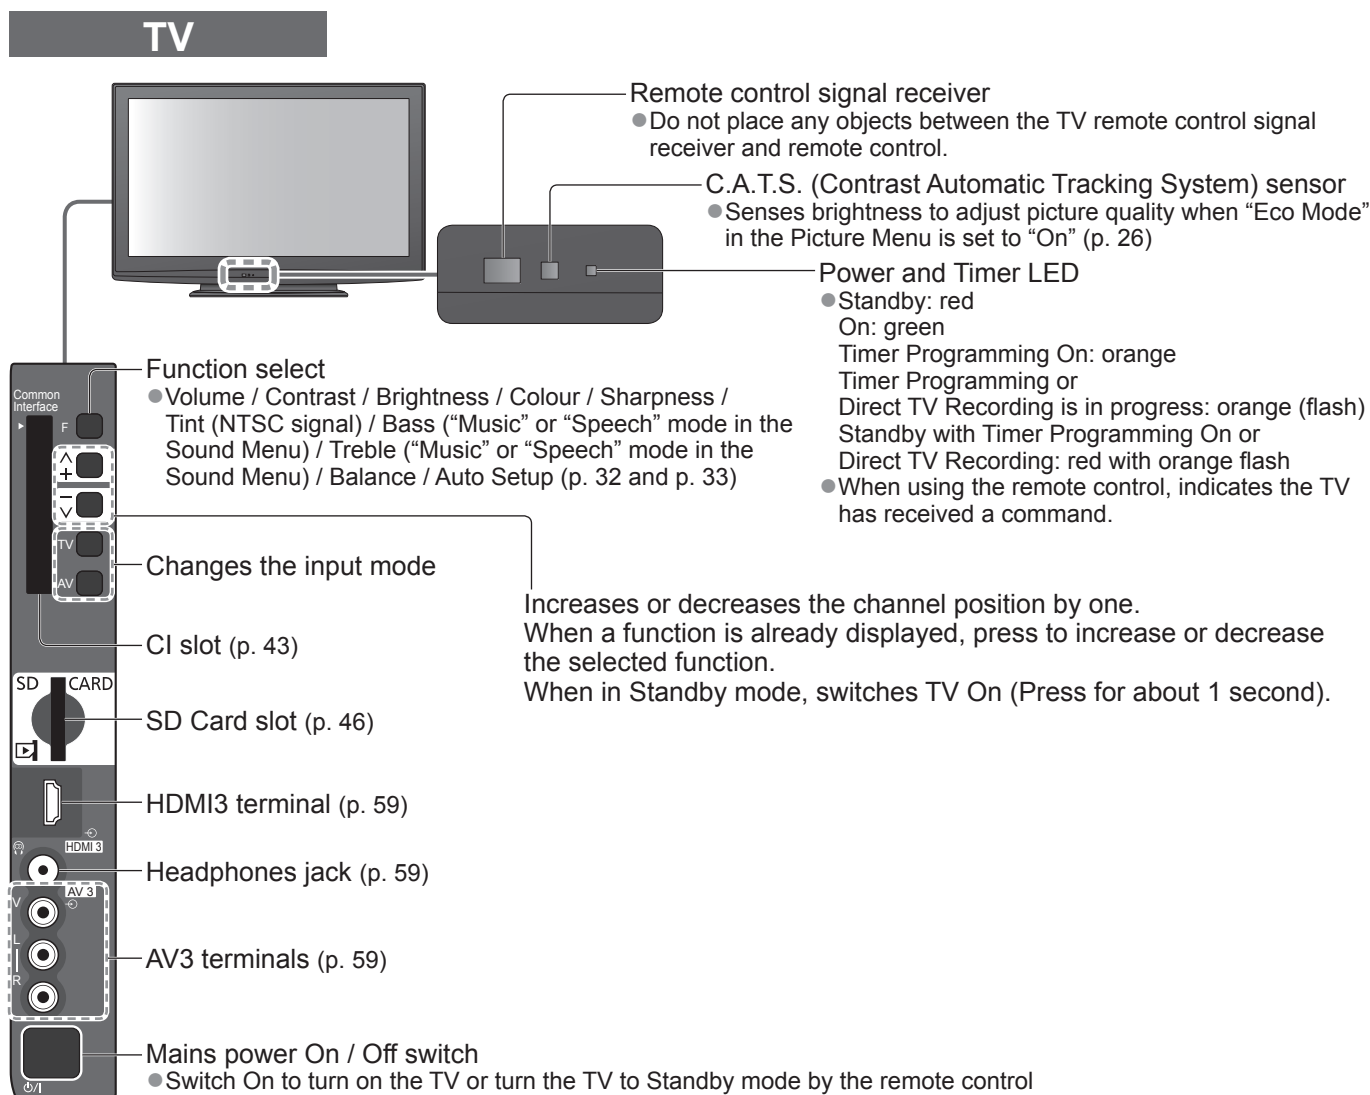 TV
Remote control signal receiver
●Do not place any objects between the TV remote control signal
receiver and remote control.
C.A.T.S. (Contrast Automatic Tracking System) sensor
●Senses brightness to adjust picture quality when “Eco Mode”
in the Picture Menu is set to “On” (p. 26)
Power and Timer LED
●Standby: red
On: green
Timer Programming On: orange
Timer Programming or
Direct TV Recording is in progress: orange (flash)
Standby with Timer Programming On or
Direct TV Recording: red with orange flash
●When using the remote control, indicates the TV
has received a command.
Common
Interface
F
Function select
●Volume / Contrast / Brightness / Colour / Sharpness /
Tint (NTSC signal) / Bass (“Music” or “Speech” mode in the
Sound Menu) / Treble (“Music” or “Speech” mode in the
Sound Menu) / Balance / Auto Setup (p. 32 and p. 33)
+
−
TV
AV
Changes the input mode
Increases or decreases the channel position by one.
When a function is already displayed, press to increase or decrease
the selected function.
When in Standby mode, switches TV On (Press for about 1 second).
CI slot (p. 43)
SD CARD
SD Card slot (p. 46)
HDMI3 terminal (p. 59)
HDMI 3
Headphones jack (p. 59)
AV 3
V
L
R
AV3 terminals (p. 59)
Mains power On / Off switch
●Switch On to turn on the TV or turn the TV to Standby mode by the remote control